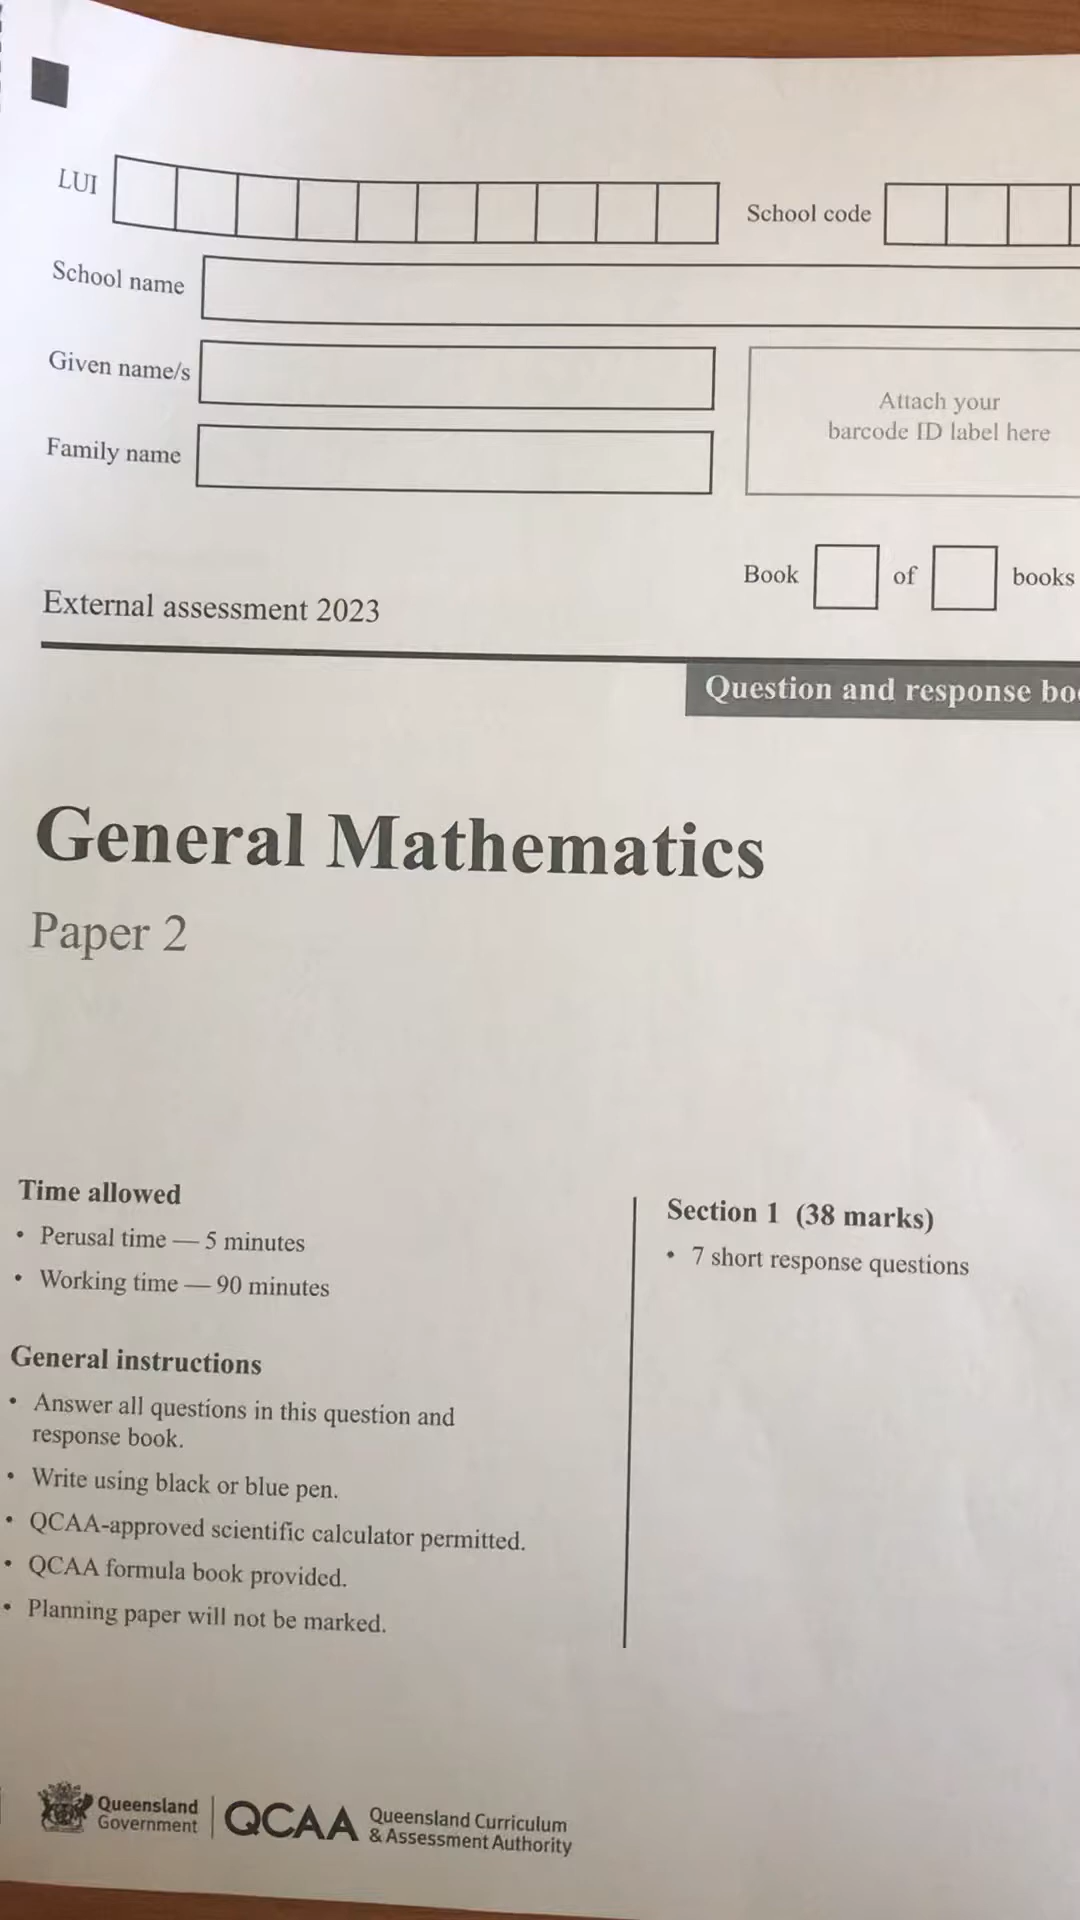 LUI
School code
School name
Given name/s
Attach your
barcode ID label here
Family name
Book of books
External assessment 2023
Question and response
General Mathematics
Paper 2
Time allowed
• Perusal time — 5 minutes
• Working time — 90 minutes
General instructions
• Answer all questions in this question and
response book.
• Write using black or blue pen.
• QCAA-approved scientific calculator permitted.
• QCAA formula book provided.
• Planning paper will not be marked.
Section 1 (38 marks)
• 7 short response questions
Queensland
Government
QCAA
Queensland Curriculum
& Assessment Authority